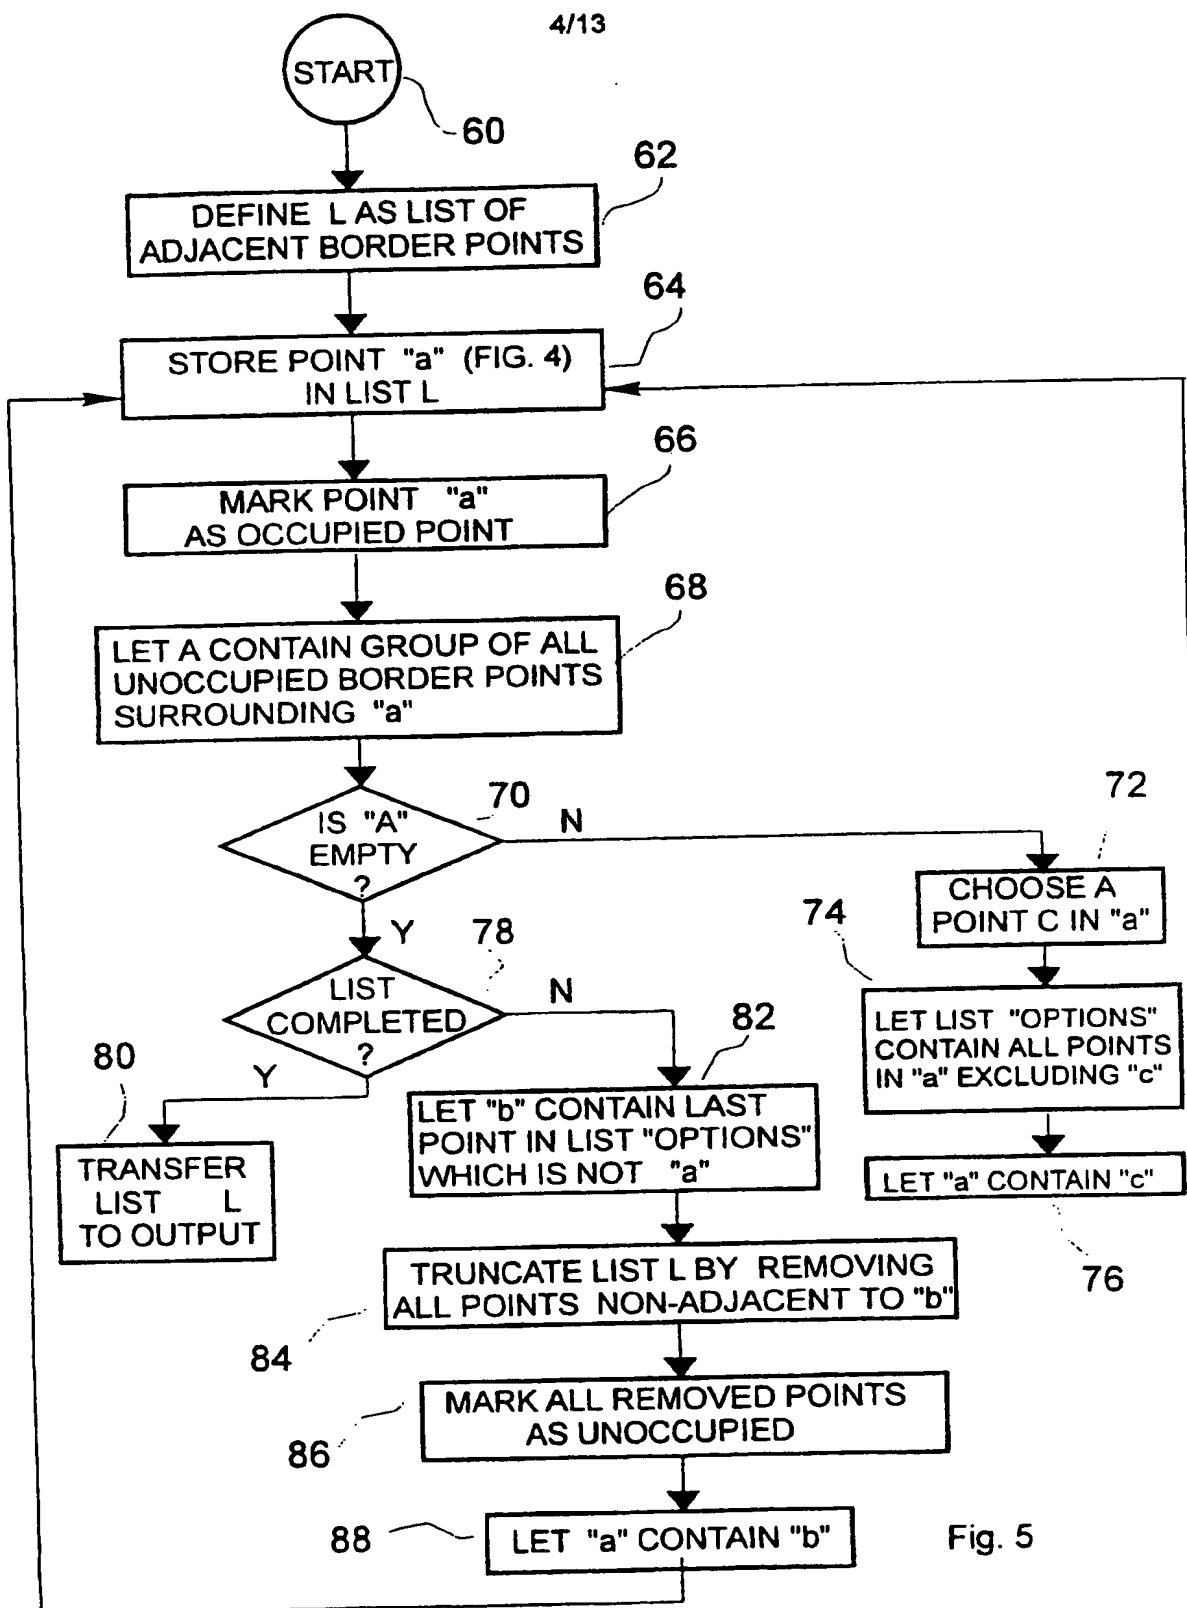 4/13
START
60
62
DEFINE L AS LIST OF
ADJACENT BORDER POINTS
64
STORE POINT "a" (FIG. 4)
IN LIST L
66
MARK POINT "a"
AS OCCUPIED POINT
68
LET A CONTAIN GROUP OF ALL
UNOCCUPIED BORDER POINTS
SURROUNDING "a"
70
IS "A"
EMPTY
?
N
Y
72
CHOOSE A
POINT C IN "a"
74
LET LIST "OPTIONS"
CONTAIN ALL POINTS
IN "a" EXCLUDING "c"
LET "a" CONTAIN "c"
76
78
LIST
COMPLETED
?
N
Y
80
TRANSFER
LIST L
TO OUTPUT
82
LET "b" CONTAIN LAST
POINT IN LIST "OPTIONS"
WHICH IS NOT "a"
TRUNCATE LIST L BY REMOVING
ALL POINTS NON-ADJACENT TO "b"
84
MARK ALL REMOVED POINTS
AS UNOCCUPIED
86
LET "a" CONTAIN "b"
88
Fig. 5